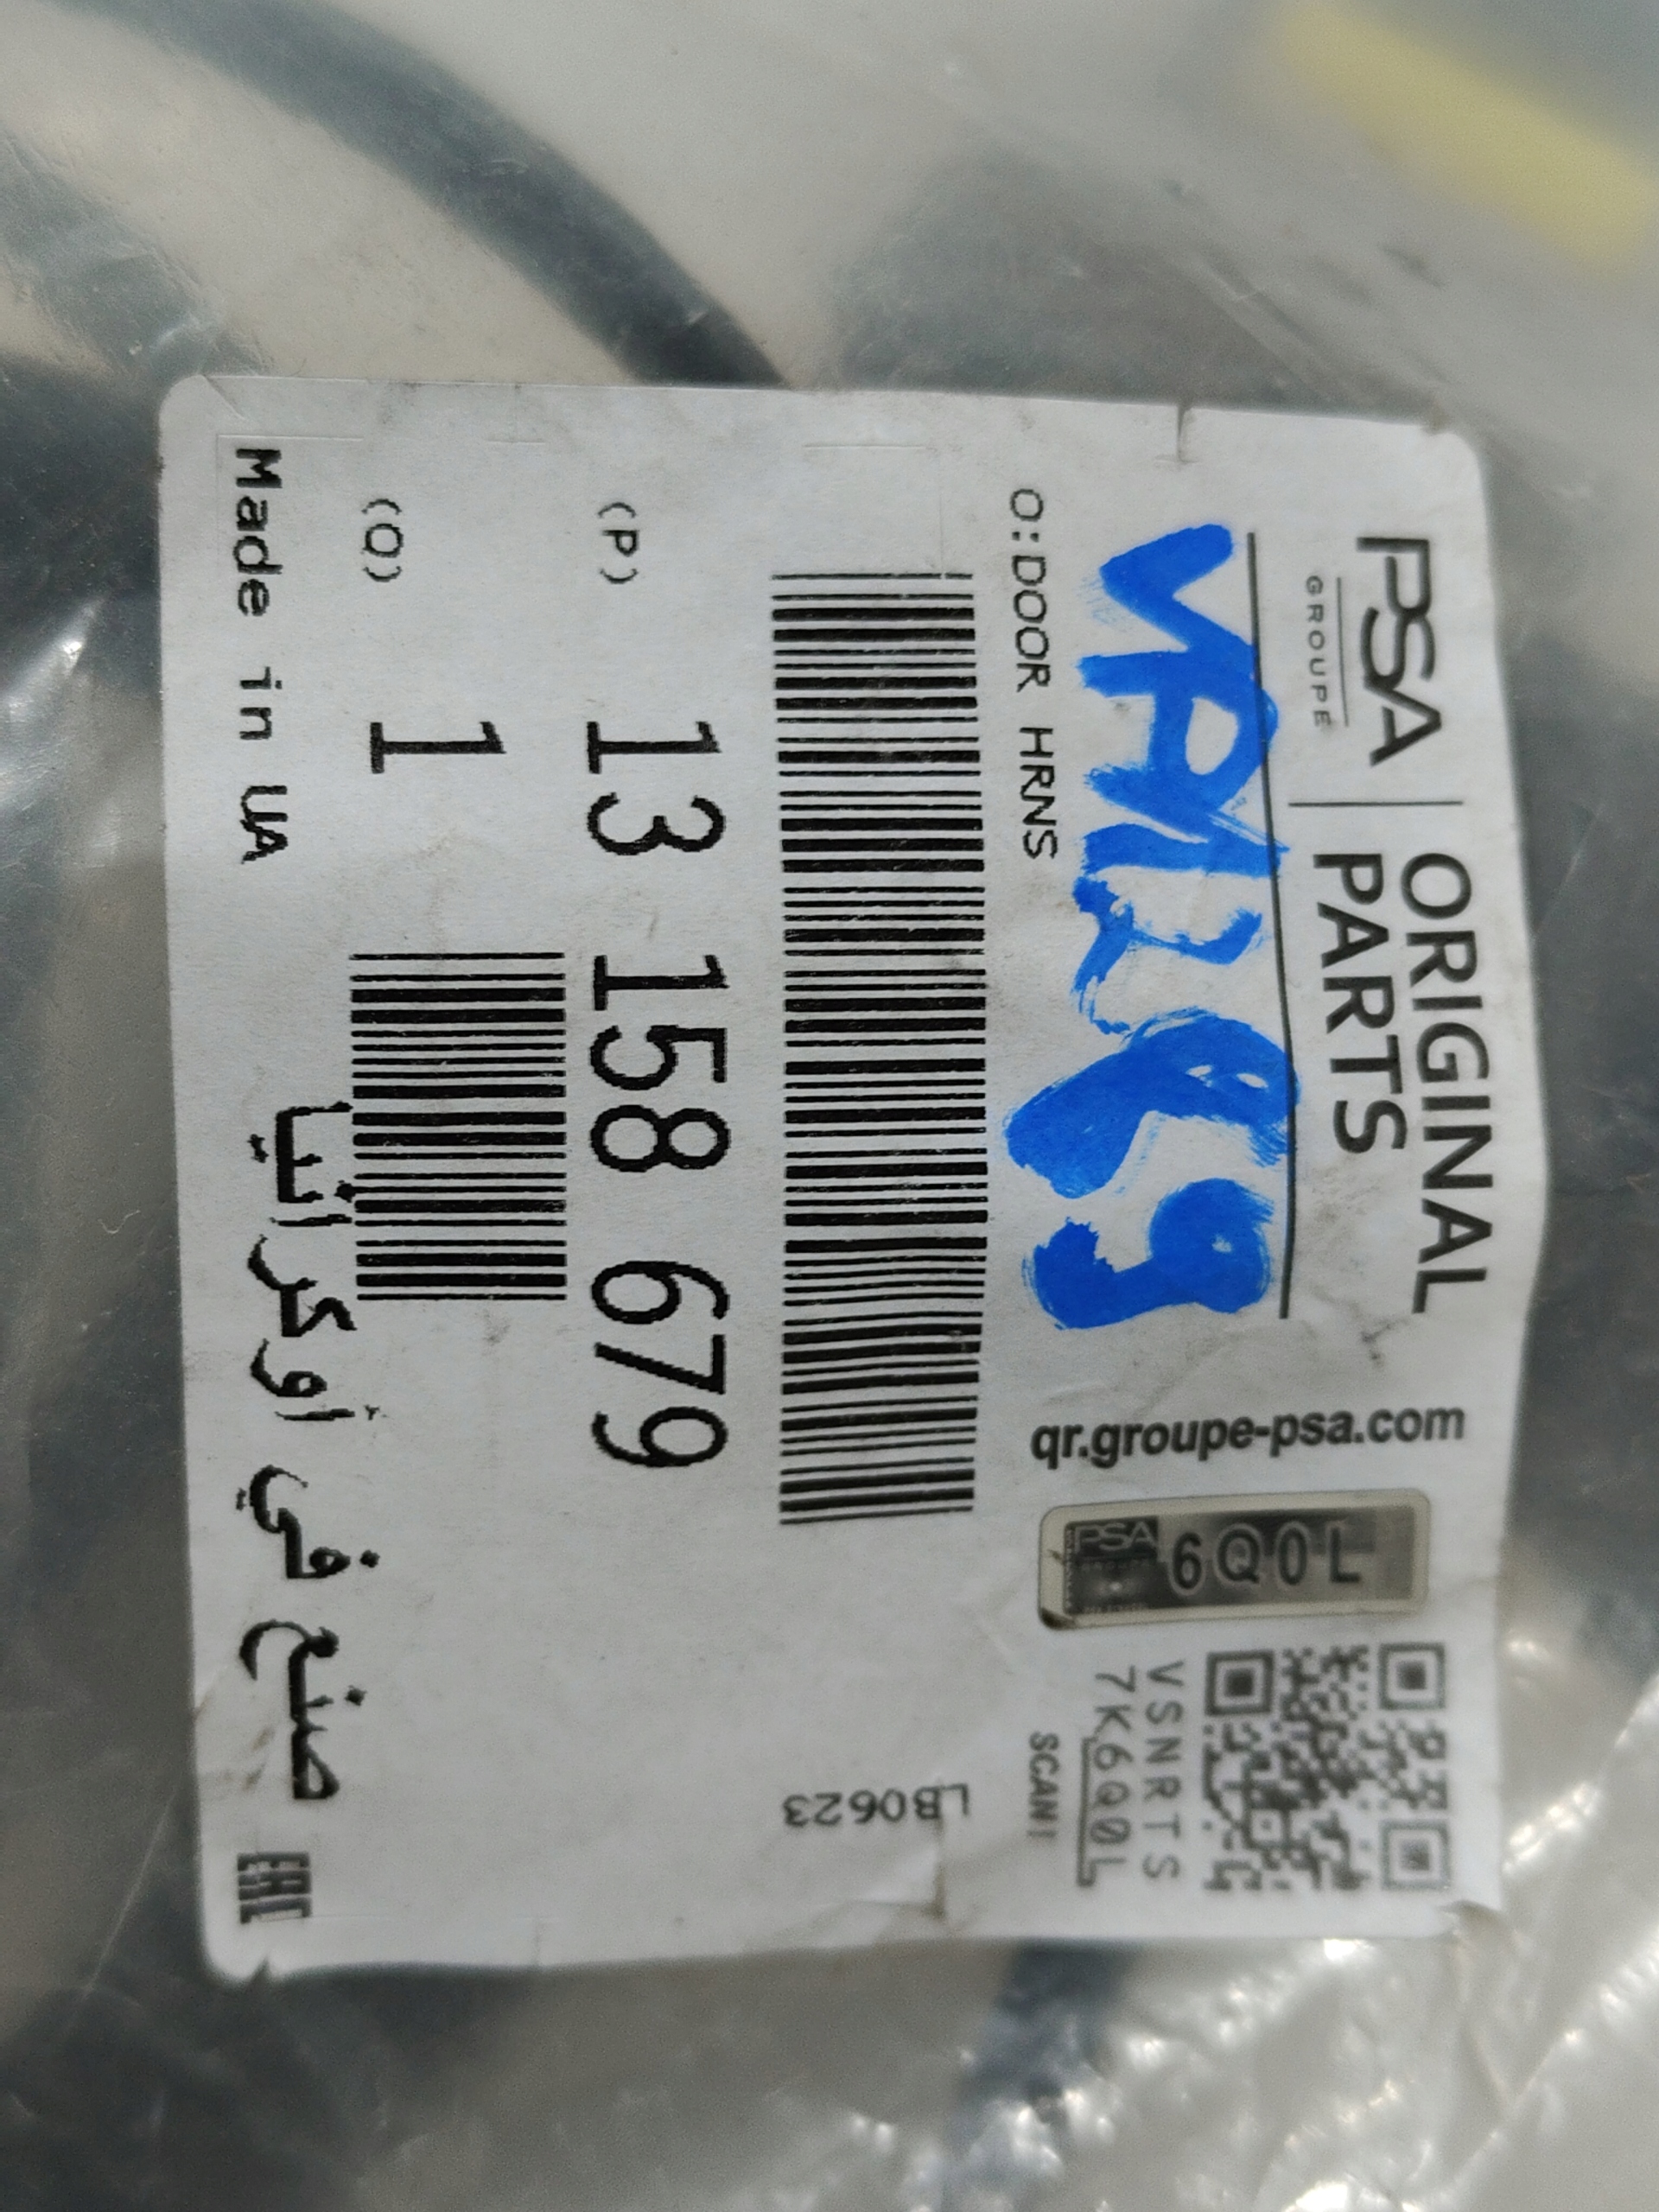 PSA
GROUPE
ORIGINAL
PARTS
qr.groupe-psa.com
PSA
6Q0L
VSNRTS
7K6Q0L
SCAN!
O:DOOR HRNS
LB0623
(P) 13 158 679
(Q) 1
Made in UA
صنع في أوكرانيا
EAC